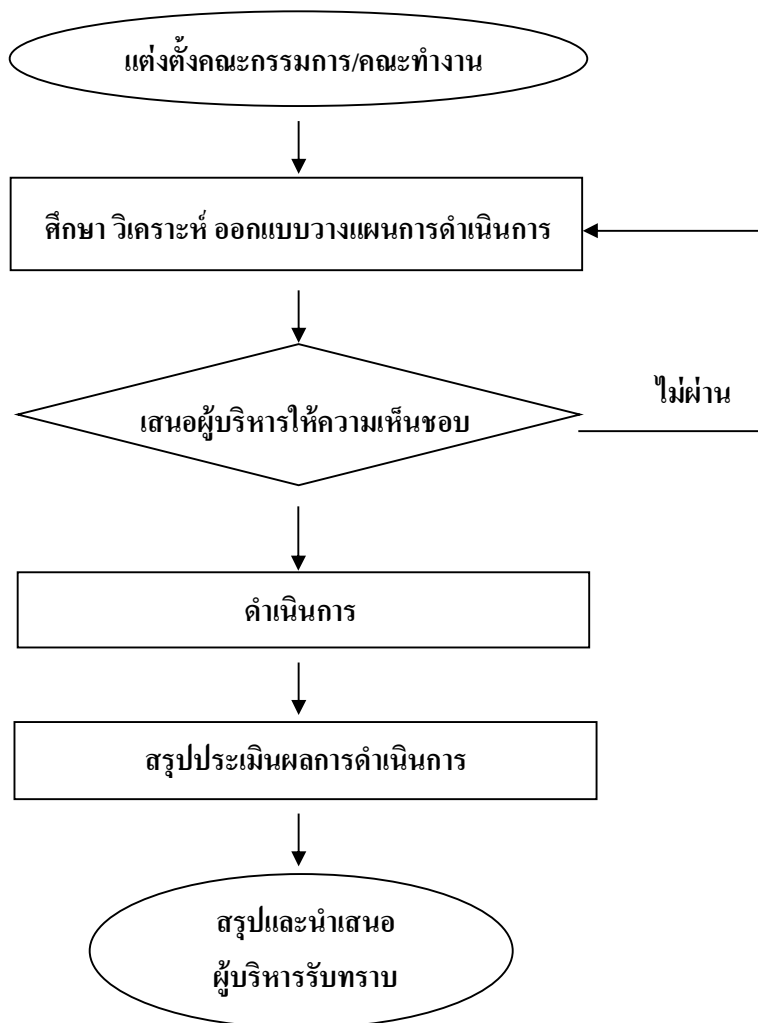 แต่งตั้งคณะกรรมการ/คณะทำงาน
ศึกษา วิเคราะห์ ออกแบบวางแผนการดำเนินการ
ไม่ผ่าน
เสนอผู้บริหารให้ความเห็นชอบ
ดำเนินการ
สรุปประเมินผลการดำเนินการ
สรุปและนำเสนอ
ผู้บริหารรับทราบ